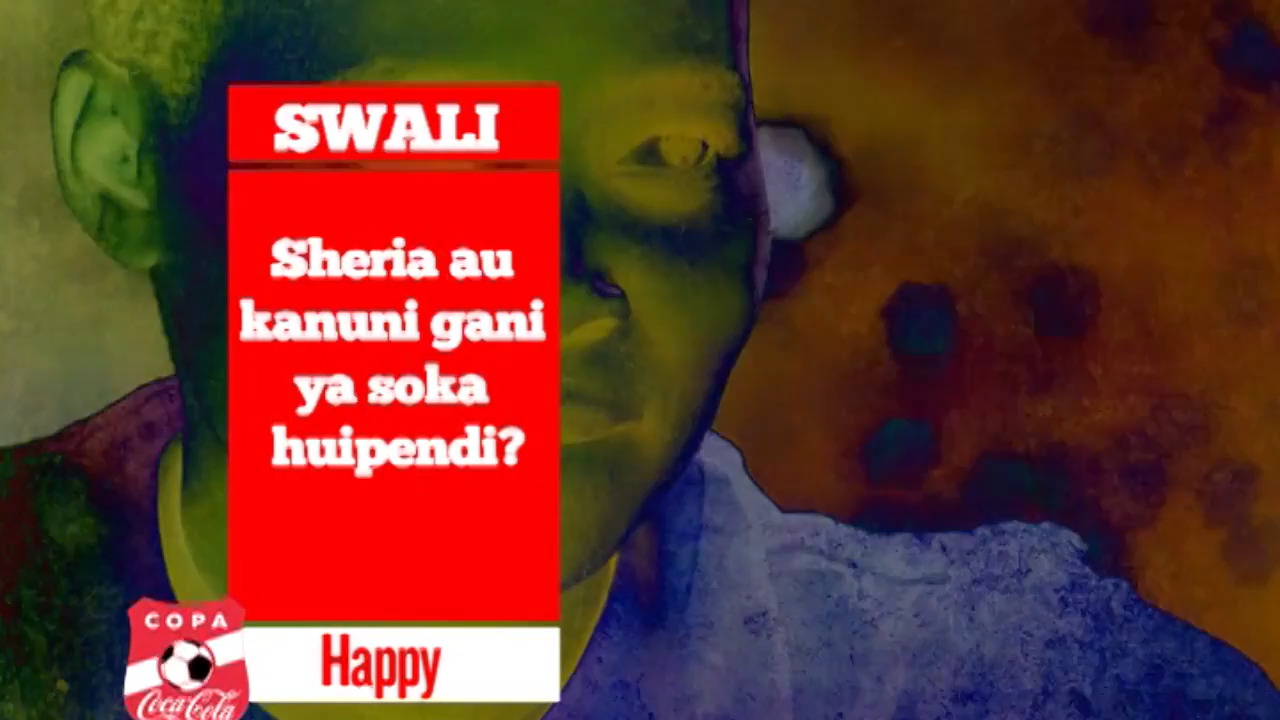 SWALI
Sheria au
kanuni gani
ya soka
huipendi?
COPA
Coca-Cola
Happy